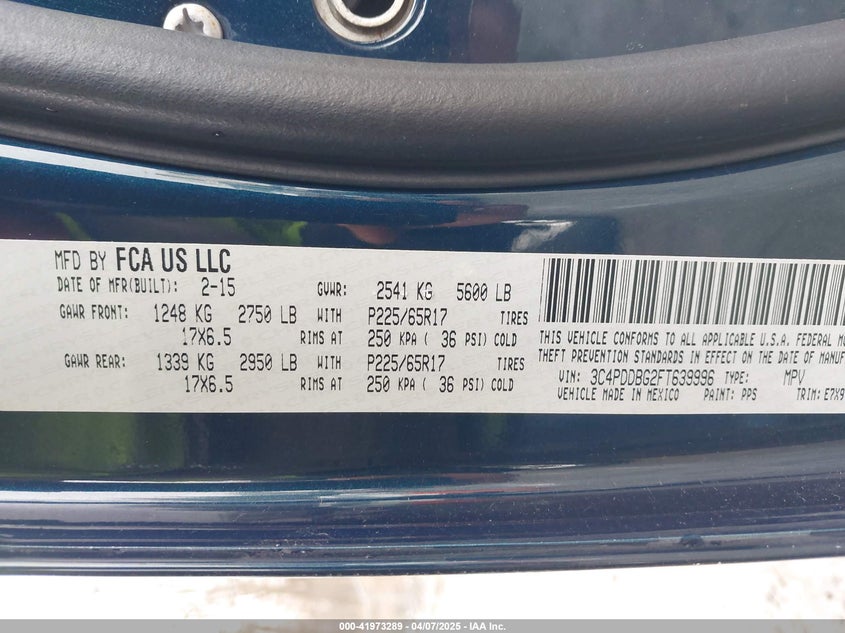 MFD BY FCA US LLC
DATE OF MFR(BUILT): 2-15 GVWR: 2541 KG 5600 LB
GAWR FRONT: 1248 KG 2750 LB WITH P225/65R17 TIRES
17X6.5 RIMS AT 250 KPA ( 36 PSI) COLD
GAWR REAR: 1339 KG 2950 LB WITH P225/65R17 TIRES
17X6.5 RIMS AT 250 KPA ( 36 PSI) COLD
THIS VEHICLE CONFORMS TO ALL APPLICABLE U.S.A. FEDERAL
THEFT PREVENTION STANDARDS IN EFFECT ON THE DATE OF
VIN: 3C4PDDBG2FT639996 TYPE: MPV
VEHICLE MADE IN MEXICO PAINT: PPS TRIM: E7X9
000-41973289 - 04/07/2025 - IAA Inc.